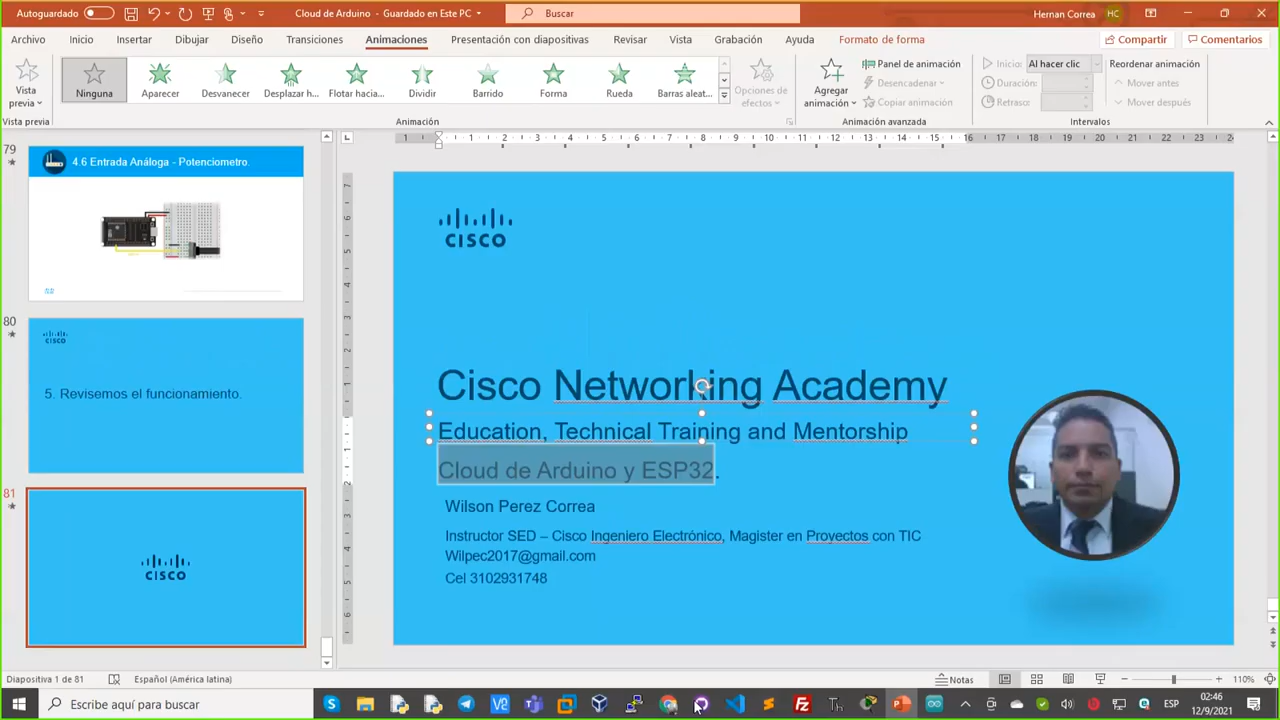 Autoguardado
Cloud de Arduino - Guardado en Este PC
Buscar
Hernan Correa
HC
Archivo
Inicio
Insertar
Dibujar
Diseño
Transiciones
Animaciones
Presentación con diapositivas
Revisar
Vista
Grabación
Ayuda
Formato de forma
Compartir
Comentarios
Vista previa
Ninguna
Aparecer
Desvanecer
Desplazar h...
Flotar hacia...
Dividir
Barrido
Forma
Rueda
Barras aleat...
Opciones de efectos
Agregar animación
Panel de animación
Desencadenar
Copiar animación
Inicio:
Al hacer clic
Duración:
Retraso:
Reordenar animación
Mover antes
Mover después
Vista previa
Animación
Animación avanzada
Intervalos
79
4.6 Entrada Análoga - Potenciometro.
80
CISCO
5. Revisemos el funcionamiento.
81
CISCO
CISCO
Cisco Networking Academy
Education, Technical Training and Mentorship
Cloud de Arduino y ESP32.
Wilson Perez Correa
Instructor SED – Cisco Ingeniero Electrónico, Magister en Proyectos con TIC
Wilpec2017@gmail.com
Cel 3102931748
Diapositiva 1 de 81
Español (América latina)
Notas
110%
Escribe aquí para buscar
ESP
02:46
12/9/2021